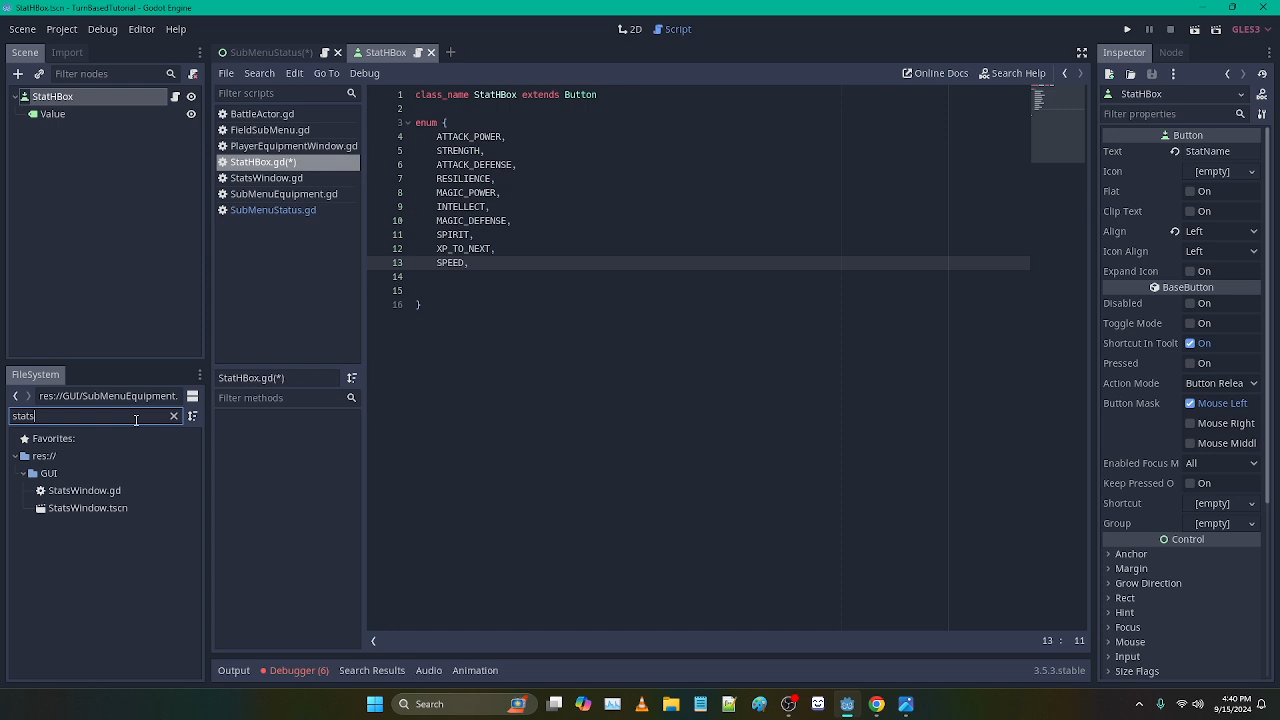 StatHBox.tscn - TurnBasedTutorial - Godot Engine
Scene Project Debug Editor Help
2D Script
GLES3
Scene Import
Filter nodes
StatHBox
Value
FileSystem
res://GUI/SubMenuEquipment.
stats
Favorites:
res://
GUI
StatsWindow.gd
StatsWindow.tscn
SubMenuStatus(*) StatHBox
File Search Edit Go To Debug
Online Docs Search Help
Filter scripts
BattleActor.gd
FieldSubMenu.gd
PlayerEquipmentWindow.gd
StatHBox.gd(*)
StatsWindow.gd
SubMenuEquipment.gd
SubMenuStatus.gd
StatHBox.gd(*)
Filter methods
1 class_name StatHBox extends Button
2
3 enum {
4 ATTACK_POWER,
5 STRENGTH,
6 ATTACK_DEFENSE,
7 RESILIENCE,
8 MAGIC_POWER,
9 INTELLECT,
10 MAGIC_DEFENSE,
11 SPIRIT,
12 XP_TO_NEXT,
13 SPEED,
14
15
16 }
13 : 11
Output Debugger (6) Search Results Audio Animation
3.5.3.stable
Inspector Node
StatHBox
Filter properties
Button
Text StatName
Icon [empty]
Flat On
Clip Text On
Align Left
Icon Align Left
Expand Icon On
BaseButton
Disabled On
Toggle Mode On
Shortcut In Toolt On
Pressed On
Action Mode Button Relea
Button Mask Mouse Left
Mouse Right
Mouse Middl
Enabled Focus M All
Keep Pressed O On
Shortcut [empty]
Group [empty]
Control
Anchor
Margin
Grow Direction
Rect
Hint
Focus
Mouse
Input
Size Flags
Search
4:40 PM
9/15/2024